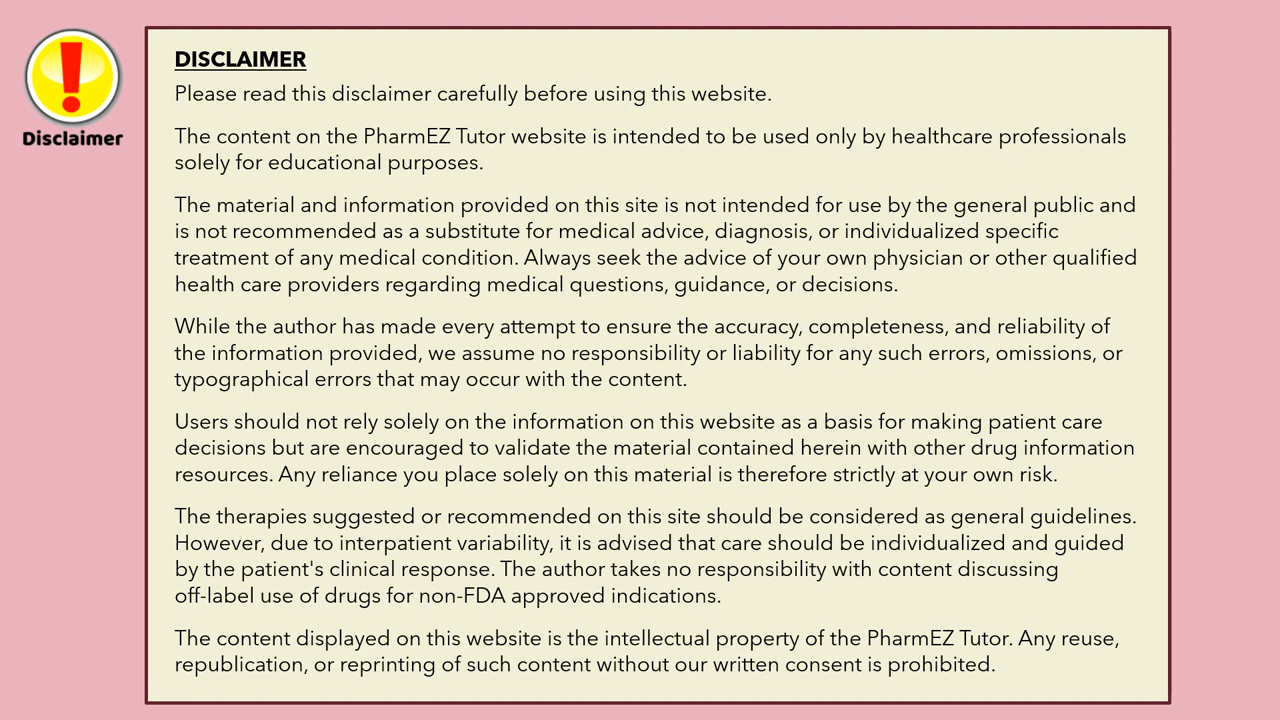 Disclaimer
DISCLAIMER
Please read this disclaimer carefully before using this website.
The content on the PharmEZ Tutor website is intended to be used only by healthcare professionals
solely for educational purposes.
The material and information provided on this site is not intended for use by the general public and
is not recommended as a substitute for medical advice, diagnosis, or individualized specific
treatment of any medical condition. Always seek the advice of your own physician or other qualified
health care providers regarding medical questions, guidance, or decisions.
While the author has made every attempt to ensure the accuracy, completeness, and reliability of
the information provided, we assume no responsibility or liability for any such errors, omissions, or
typographical errors that may occur with the content.
Users should not rely solely on the information on this website as a basis for making patient care
decisions but are encouraged to validate the material contained herein with other drug information
resources. Any reliance you place solely on this material is therefore strictly at your own risk.
The therapies suggested or recommended on this site should be considered as general guidelines.
However, due to interpatient variability, it is advised that care should be individualized and guided
by the patient's clinical response. The author takes no responsibility with content discussing
off-label use of drugs for non-FDA approved indications.
The content displayed on this website is the intellectual property of the PharmEZ Tutor. Any reuse,
republication, or reprinting of such content without our written consent is prohibited.